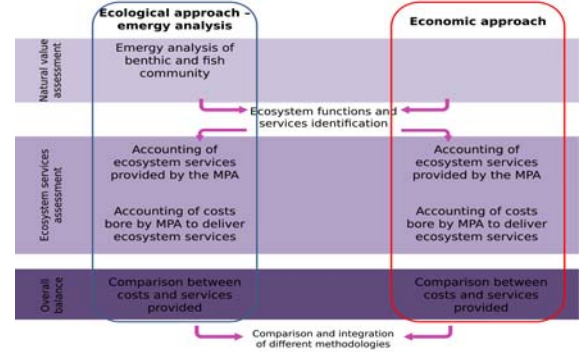 Ecological approach –
emergy analysis
Economic approach
Natural value
assessment
Emergy analysis of
benthic and fish
community
Ecosystem functions and
services identification
Ecosystem services
assessment
Accounting of
ecosystem services
provided by the MPA
Accounting of
ecosystem services
provided by the MPA
Accounting of costs
bore by MPA to deliver
ecosystem services
Accounting of costs
bore by MPA to deliver
ecosystem services
Overall
balance
Comparison between
costs and services
provided
Comparison between
costs and services
provided
Comparison and integration
of different methodologies